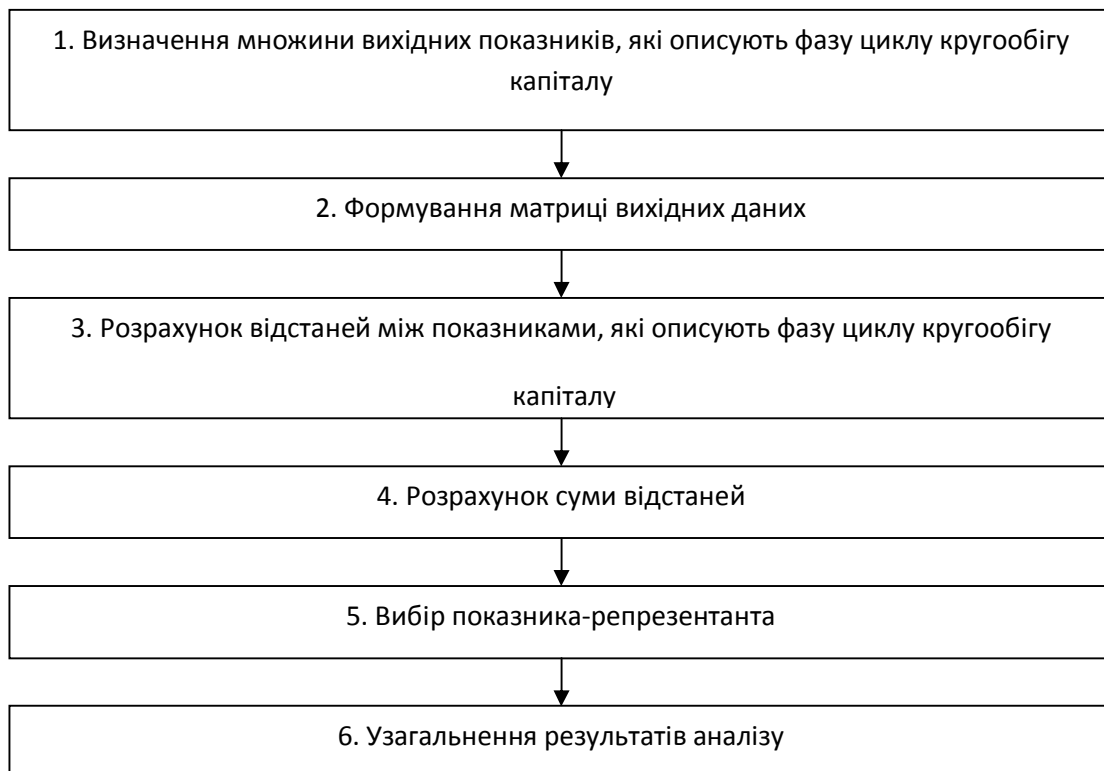 1. Визначення множини вихідних показників, які описують фазу циклу кругообігу
капіталу
2. Формування матриці вихідних даних
3. Розрахунок відстаней між показниками, які описують фазу циклу кругообігу
капіталу
4. Розрахунок суми відстаней
5. Вибір показника-репрезентанта
6. Узагальнення результатів аналізу